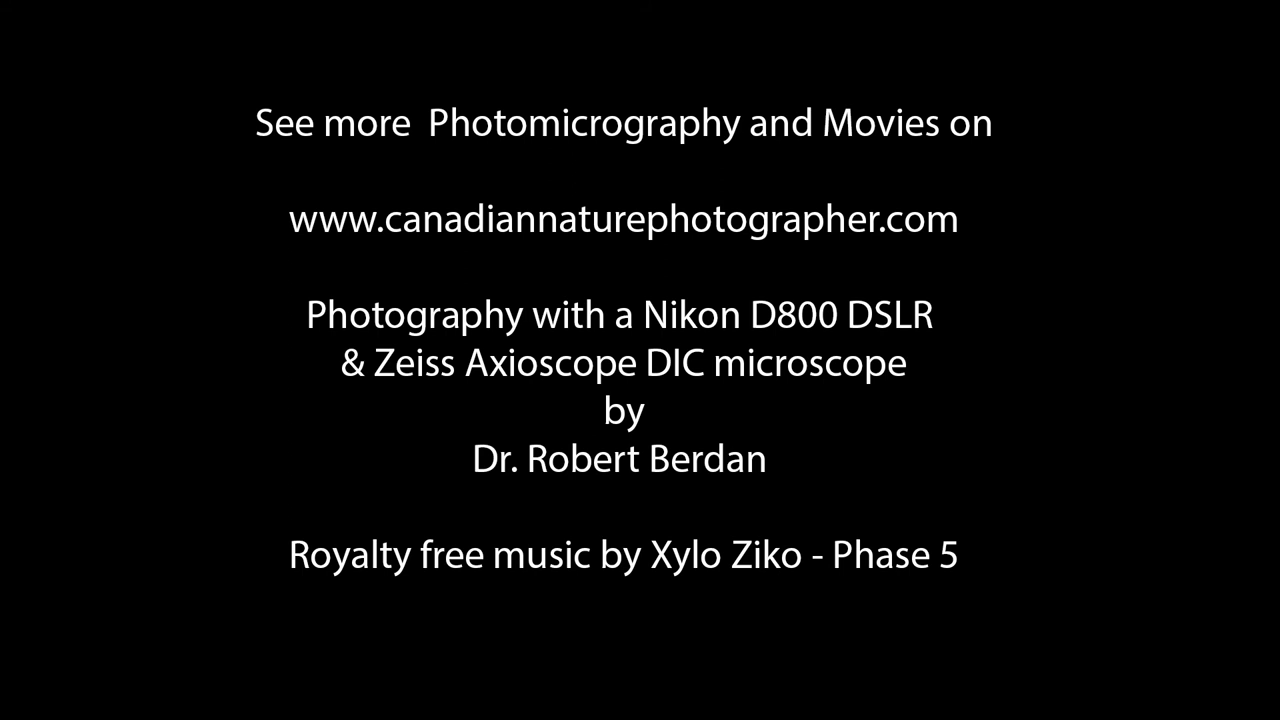 See more  Photomicrography and Movies on
www.canadiannaturephotographer.com
Photography with a Nikon D800 DSLR
& Zeiss Axioscope DIC microscope
by
Dr. Robert Berdan
Royalty free music by Xylo Ziko - Phase 5